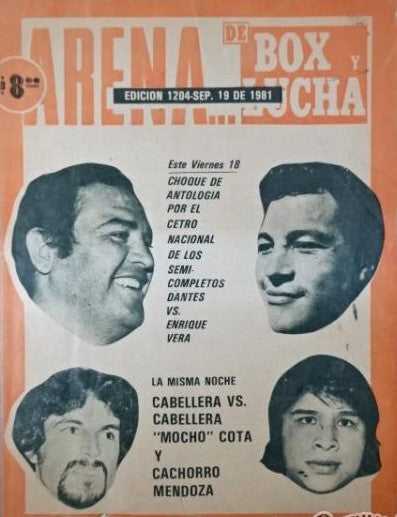 ARENA...
DE
BOX Y
LUCHA
$ 8.00
EDICION 1204-SEP. 19 DE 1981
Este Viernes 18
CHOQUE DE
ANTOLOGIA
POR EL
CETRO
NACIONAL
DE LOS
SEMI-
COMPLETOS
DANTES
VS.
ENRIQUE
VERA
LA MISMA NOCHE
CABELLERA VS.
CABELLERA
"MOCHO" COTA
Y
CACHORRO
MENDOZA